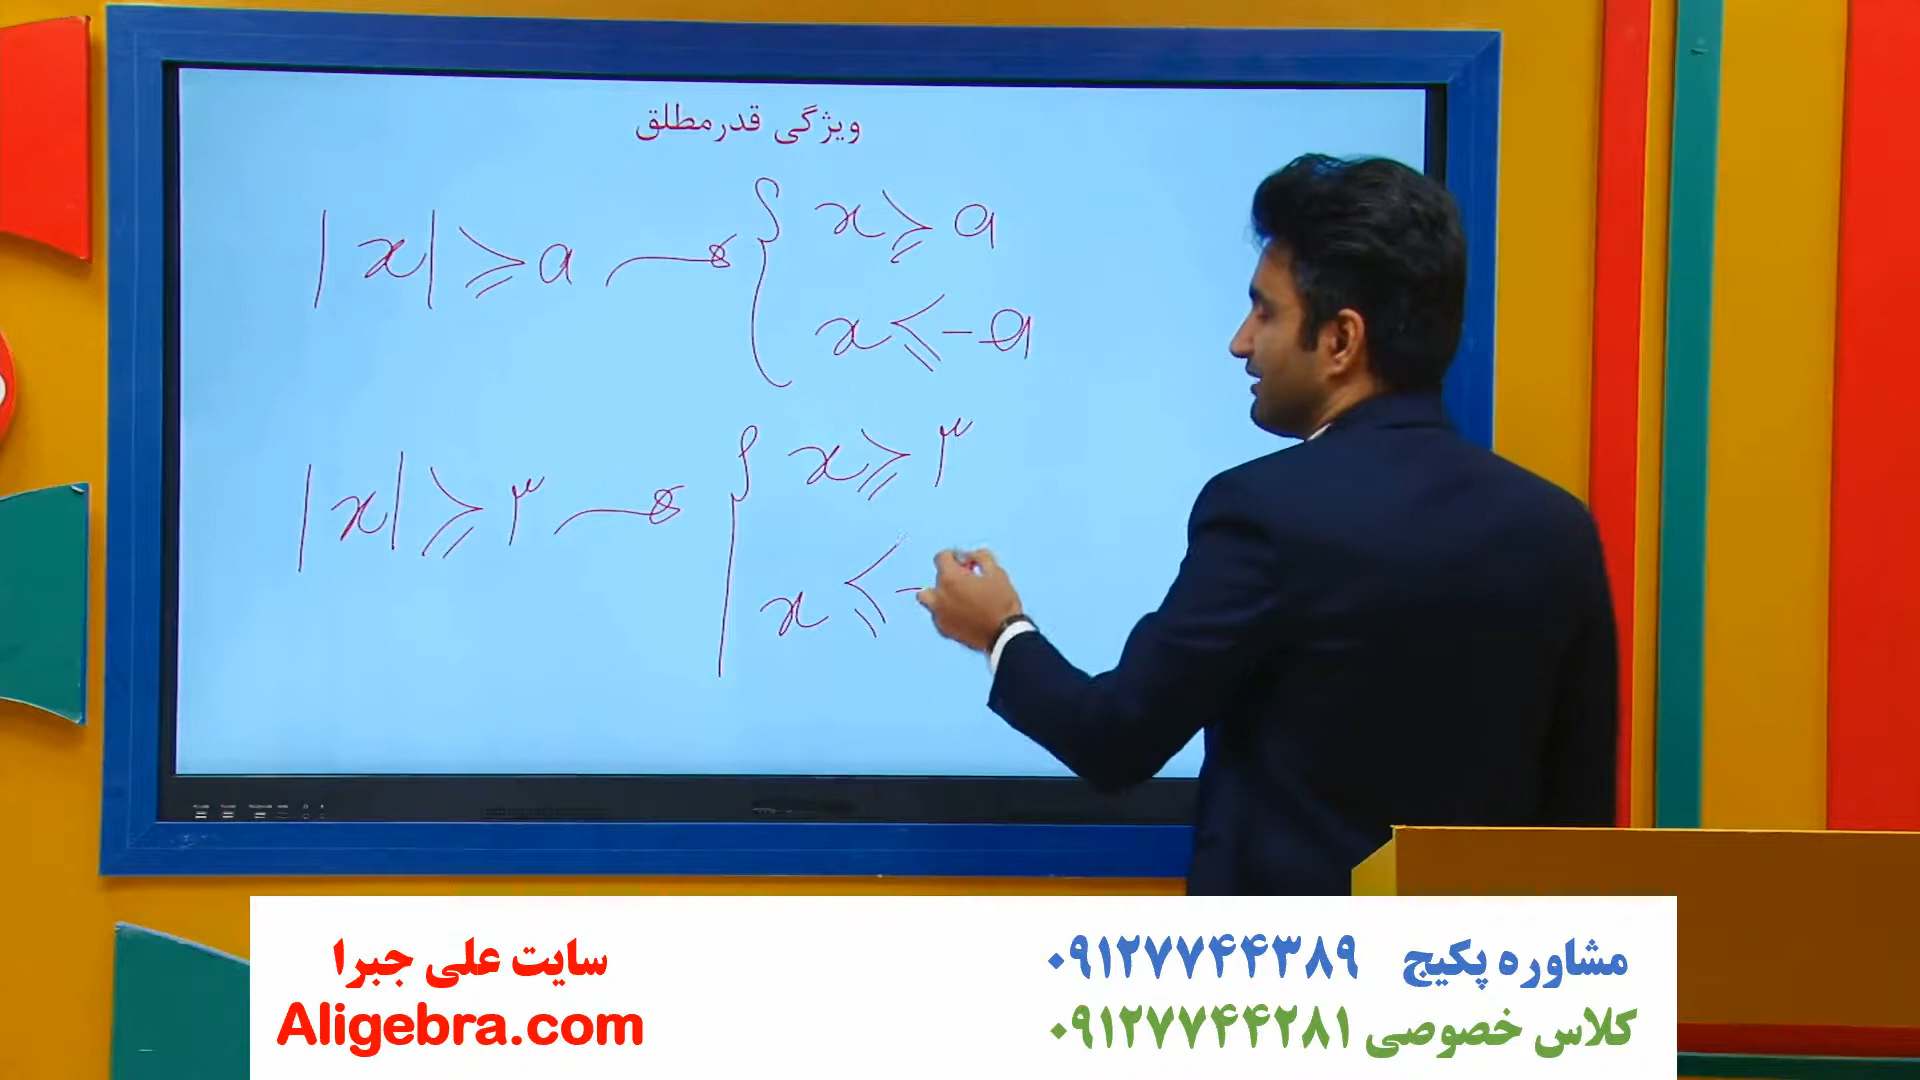 ویژگی قدرمطلق
|x| ⩾ a → { x ⩾ a
x ⩽ -a
|x| ⩾ ۳ → { x ⩾ ۳
x ⩽ -
مشاوره پکیج ۰۹۱۲۷۷۴۴۳۸۹
کلاس خصوصی ۰۹۱۲۷۷۴۴۲۸۱
سایت علی جبرا
Aligebra.com